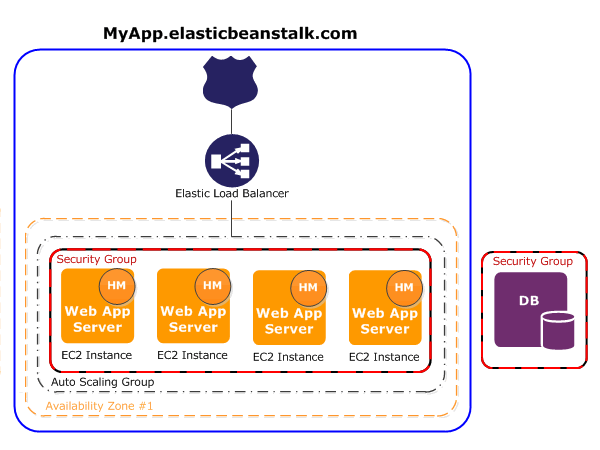 MyApp.elasticbeanstalk.com
Elastic Load Balancer
Security Group
HM
Web App
Server
EC2 Instance
HM
Web App
Server
EC2 Instance
HM
Web App
Server
EC2 Instance
HM
Web App
Server
EC2 Instance
Auto Scaling Group
Availability Zone #1
Security Group
DB